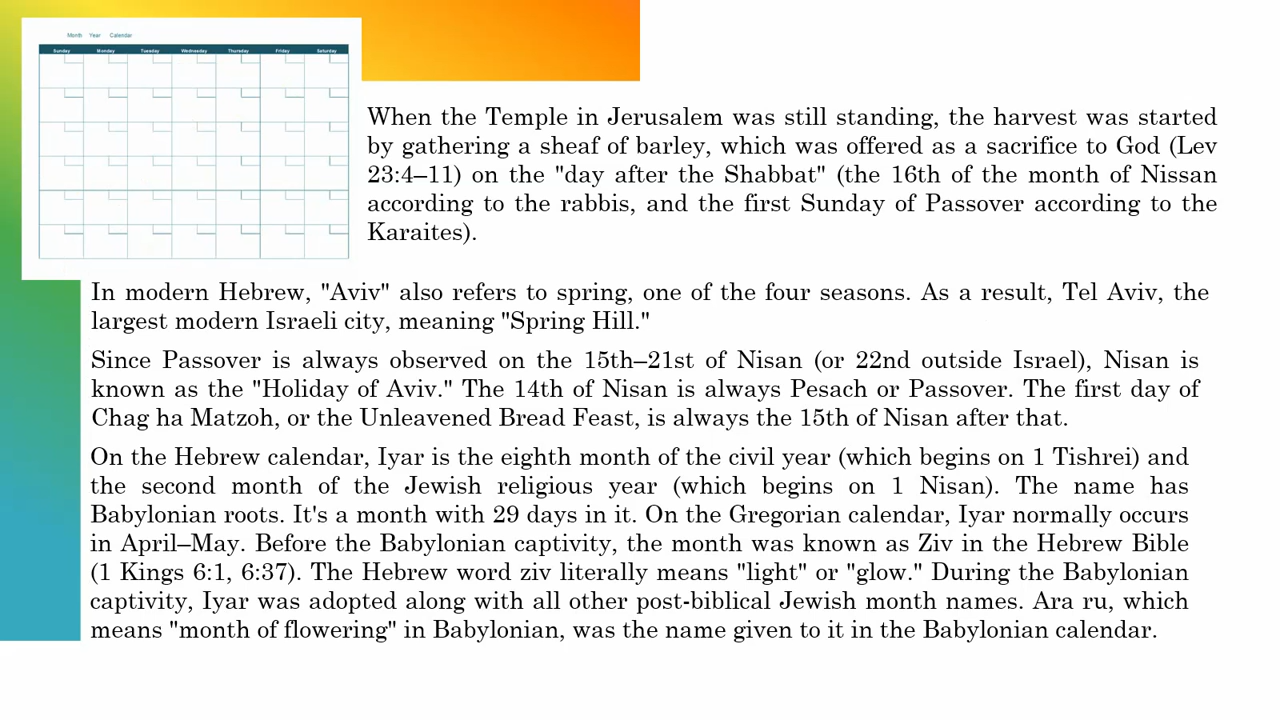 Month Year Calendar
Sunday Monday Tuesday Wednesday Thursday Friday Saturday
When the Temple in Jerusalem was still standing, the harvest was started
by gathering a sheaf of barley, which was offered as a sacrifice to God (Lev
23:4–11) on the "day after the Shabbat" (the 16th of the month of Nissan
according to the rabbis, and the first Sunday of Passover according to the
Karaites).
In modern Hebrew, "Aviv" also refers to spring, one of the four seasons. As a result, Tel Aviv, the
largest modern Israeli city, meaning "Spring Hill."
Since Passover is always observed on the 15th–21st of Nisan (or 22nd outside Israel), Nisan is
known as the "Holiday of Aviv." The 14th of Nisan is always Pesach or Passover. The first day of
Chag ha Matzoh, or the Unleavened Bread Feast, is always the 15th of Nisan after that.
On the Hebrew calendar, Iyar is the eighth month of the civil year (which begins on 1 Tishrei) and
the second month of the Jewish religious year (which begins on 1 Nisan). The name has
Babylonian roots. It's a month with 29 days in it. On the Gregorian calendar, Iyar normally occurs
in April–May. Before the Babylonian captivity, the month was known as Ziv in the Hebrew Bible
(1 Kings 6:1, 6:37). The Hebrew word ziv literally means "light" or "glow." During the Babylonian
captivity, Iyar was adopted along with all other post-biblical Jewish month names. Ara ru, which
means "month of flowering" in Babylonian, was the name given to it in the Babylonian calendar.